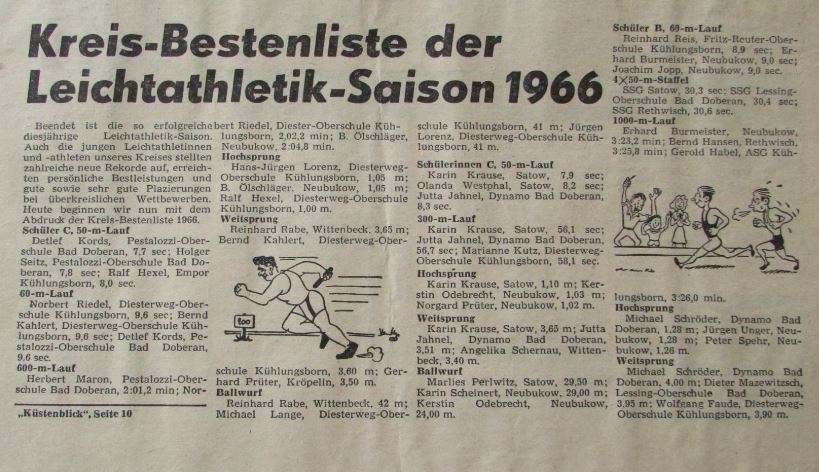 Kreis-Bestenliste der
Leichtathletik-Saison 1966
Beendet ist die so erfolgreiche
diesjährige Leichtathletik-Saison.
Auch die jungen Leichtathletinnen
und -athleten unseres Kreises stellten
zahlreiche neue Rekorde auf, erreich-
ten persönliche Bestleistungen und
gute sowie sehr gute Plazierungen
bei überkreislichen Wettbewerben.
Heute beginnen wir nun mit dem
Abdruck der Kreis-Bestenliste 1966.
Schüler C, 50-m-Lauf
Detlef Kords, Pestalozzi-Ober-
schule Bad Doberan, 7,7 sec; Holger
Seitz, Pestalozzi-Oberschule Bad Do-
beran, 7,8 sec; Ralf Hexel, Empor
Kühlungsborn, 8,0 sec.
60-m-Lauf
Norbert Riedel, Diesterweg-Ober-
schule Kühlungsborn, 9,6 sec; Bernd
Kahlert, Diesterweg-Oberschule Küh-
lungsborn, 9,6 sec; Detlef Kords, Pe-
stalozzi-Oberschule Bad Doberan,
9,6 sec.
600-m-Lauf
Herbert Maron, Pestalozzi-Ober-
schule Bad Doberan, 2:01,2 min; Nor-
„Küstenblick", Seite 10
bert Riedel, Diester-Oberschule Küh-
lungsborn, 2:02,2 min; B. Ölschläger,
Neubukow, 2:04,8 min.
Hochsprung
Hans-Jürgen Lorenz, Diesterweg-
Oberschule Kühlungsborn, 1,05 m;
B. Ölschläger, Neubukow, 1,05 m;
Ralf Hexel, Diesterweg-Oberschule
Kühlungsborn, 1,00 m.
Weitsprung
Reinhard Rabe, Wittenbeck, 3,65 m;
Bernd Kahlert, Diesterweg-Ober-
100
schule Kühlungsborn, 3,60 m; Ger-
hard Prüter, Kröpelin, 3,50 m.
Ballwurf
Reinhard Rabe, Wittenbeck, 42 m;
Michael Lange, Diesterweg-Ober-
schule Kühlungsborn, 41 m; Jürgen
Lorenz, Diesterweg-Oberschule Küh-
lungsborn, 41 m.
Schülerinnen C, 50-m-Lauf
Karin Krause, Satow, 7,9 sec;
Olanda Westphal, Satow, 8,2 sec;
Jutta Jahnel, Dynamo Bad Doberan,
8,3 sec.
300-m-Lauf
Karin Krause, Satow, 56,1 sec;
Jutta Jahnel, Dynamo Bad Doberan,
56,7 sec; Marianne Kutz, Diesterweg-
Oberschule Kühlungsborn, 58,1 sec.
Hochsprung
Karin Krause, Satow, 1,10 m; Ker-
stin Odebrecht, Neubukow, 1,03 m;
Norgard Prüter, Neubukow, 1,02 m.
Weitsprung
Karin Krause, Satow, 3,65 m; Jutta
Jahnel, Dynamo Bad Doberan,
3,51 m; Angelika Schernau, Witten-
beck, 3,40 m.
Ballwurf
Marlies Perlwitz, Satow, 29,50 m;
Karin Scheinert, Neubukow, 29,00 m;
Kerstin Odebrecht, Neubukow,
24,00 m.
Schüler B, 60-m-Lauf
Reinhard Reis, Fritz-Reuter-Ober-
schule Kühlungsborn, 8,9 sec; Er-
hard Burmeister, Neubukow, 9,0 sec;
Joachim Jopp, Neubukow, 9,0 sec.
4×50-m-Staffel
SSG Satow, 30,3 sec; SSG Lessing-
Oberschule Bad Doberan, 30,4 sec;
SSG Rethwisch, 30,6 sec.
1000-m-Lauf
Erhard Burmeister, Neubukow,
3:23,2 min; Bernd Hansen, Rethwisch,
3:25,8 min; Gerold Habel, ASG Küh-
lungsborn, 3:26,0 min.
Hochsprung
Michael Schröder, Dynamo Bad
Doberan, 1,28 m; Jürgen Unger, Neu-
bukow, 1,28 m; Peter Spehr, Neu-
bukow, 1,26 m.
Weitsprung
Michael Schröder, Dynamo Bad
Doberan, 4,00 m; Dieter Mazewitzsch,
Lessing-Oberschule Bad Doberan,
3,95 m; Wolfgang Faude, Diesterweg-
Oberschule Kühlungsborn, 3,90 m.